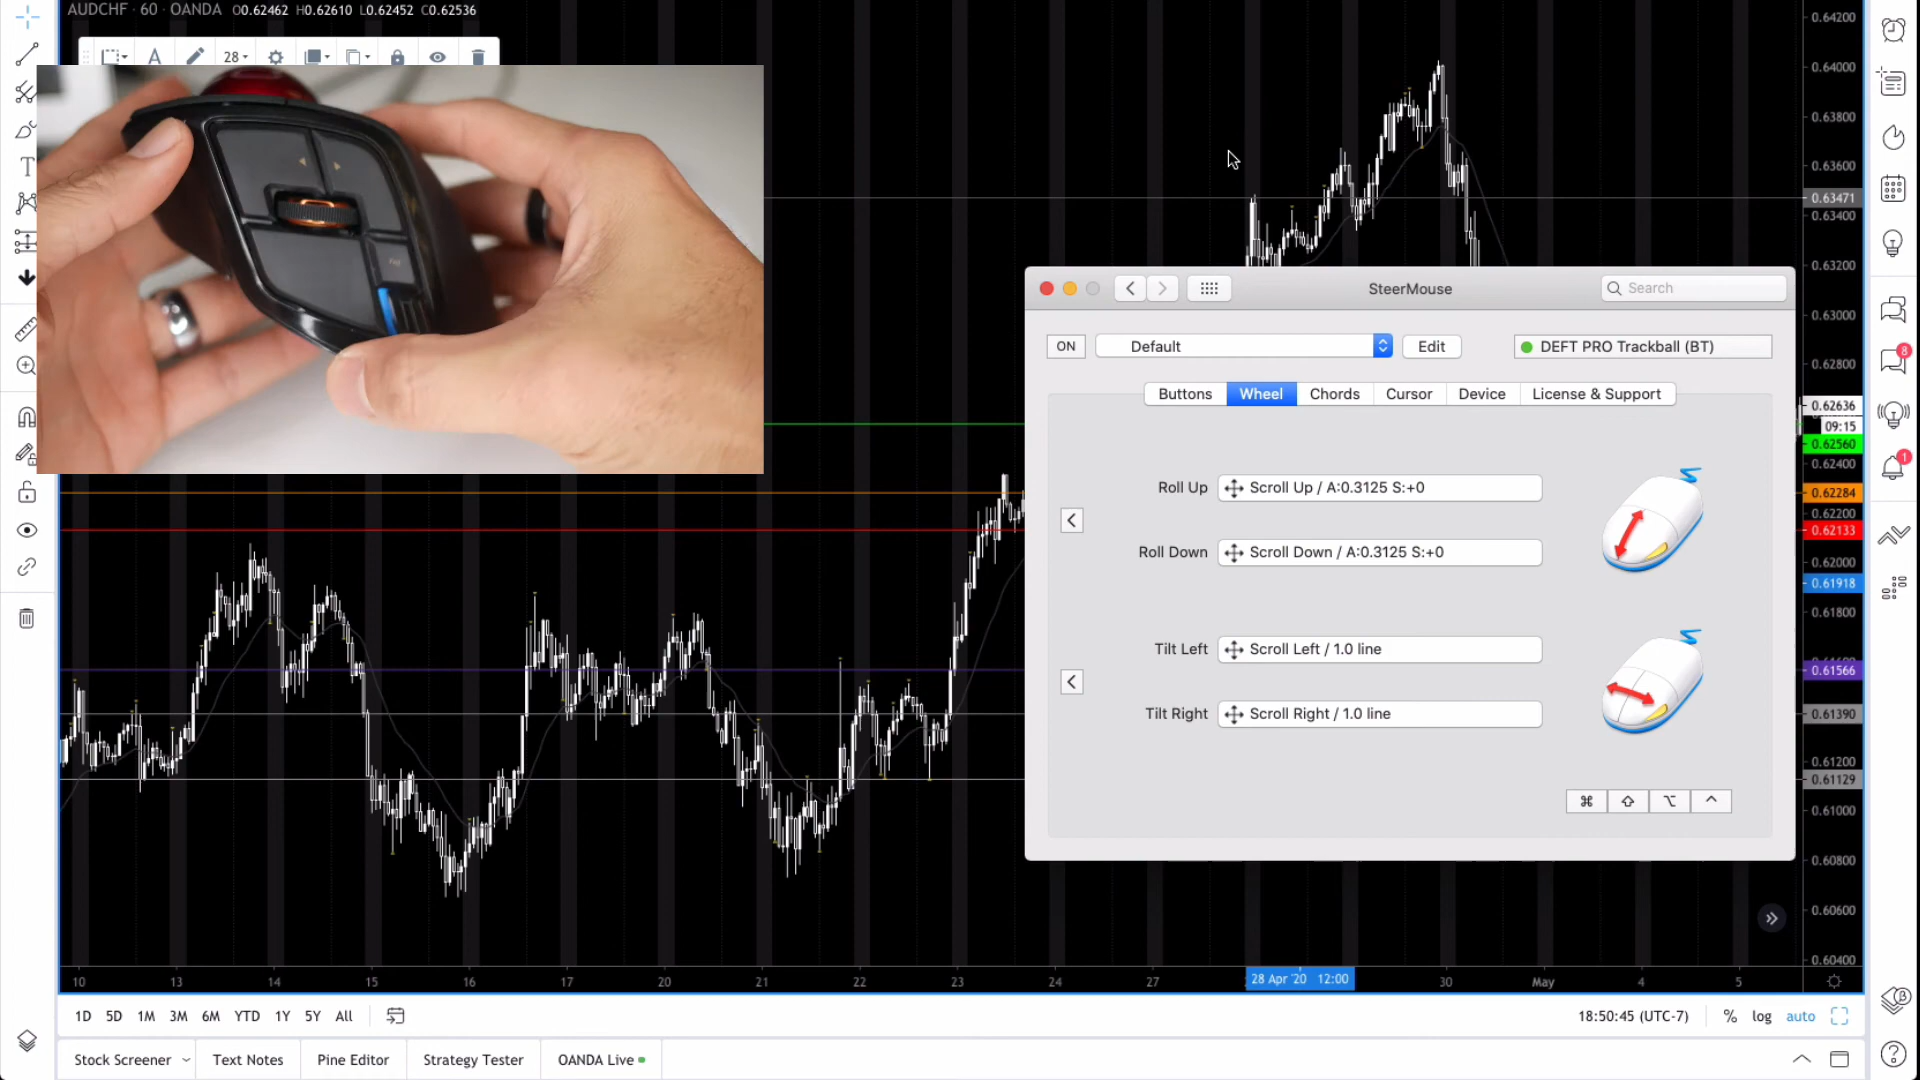 AUDCHF · 60 · OANDA O0.62462 H0.62610 L0.62452 C0.62536
A 28
T
Fn1
SteerMouse
Search
ON
Default
Edit
DEFT PRO Trackball (BT)
Buttons Wheel Chords Cursor Device License & Support
Roll Up Scroll Up / A:0.3125 S:+0
Roll Down Scroll Down / A:0.3125 S:+0
Tilt Left Scroll Left / 1.0 line
Tilt Right Scroll Right / 1.0 line
⌘ ⇧ ⌥ ^
0.64200
0.64000
0.63800
0.63600
0.63471
0.63400
0.63200
0.63000
0.62800
0.62636
09:15
0.62560
0.62400
0.62284
0.62200
0.62133
0.62000
0.61918
0.61800
0.61566
0.61390
0.61200
0.61129
0.61000
0.60800
0.60600
0.60400
8
1
10 13 14 15 16 17 20 21 22 23 24 27 28 Apr '20 12:00 30 May 4 5
1D 5D 1M 3M 6M YTD 1Y 5Y All
18:50:45 (UTC-7) % log auto
Stock Screener Text Notes Pine Editor Strategy Tester OANDA Live